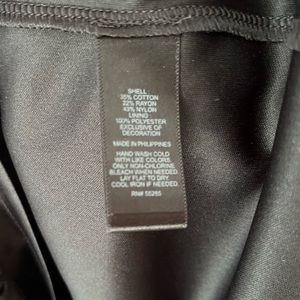 SHELL
35% COTTON
22% RAYON
43% NYLON
LINING
100% POLYESTER
EXCLUSIVE OF
DECORATION
MADE IN PHILIPPINES
HAND WASH COLD
WITH LIKE COLORS.
ONLY NON-CHLORINE
BLEACH WHEN NEEDED.
LAY FLAT TO DRY
COOL IRON IF NEEDED.
RN# 55285